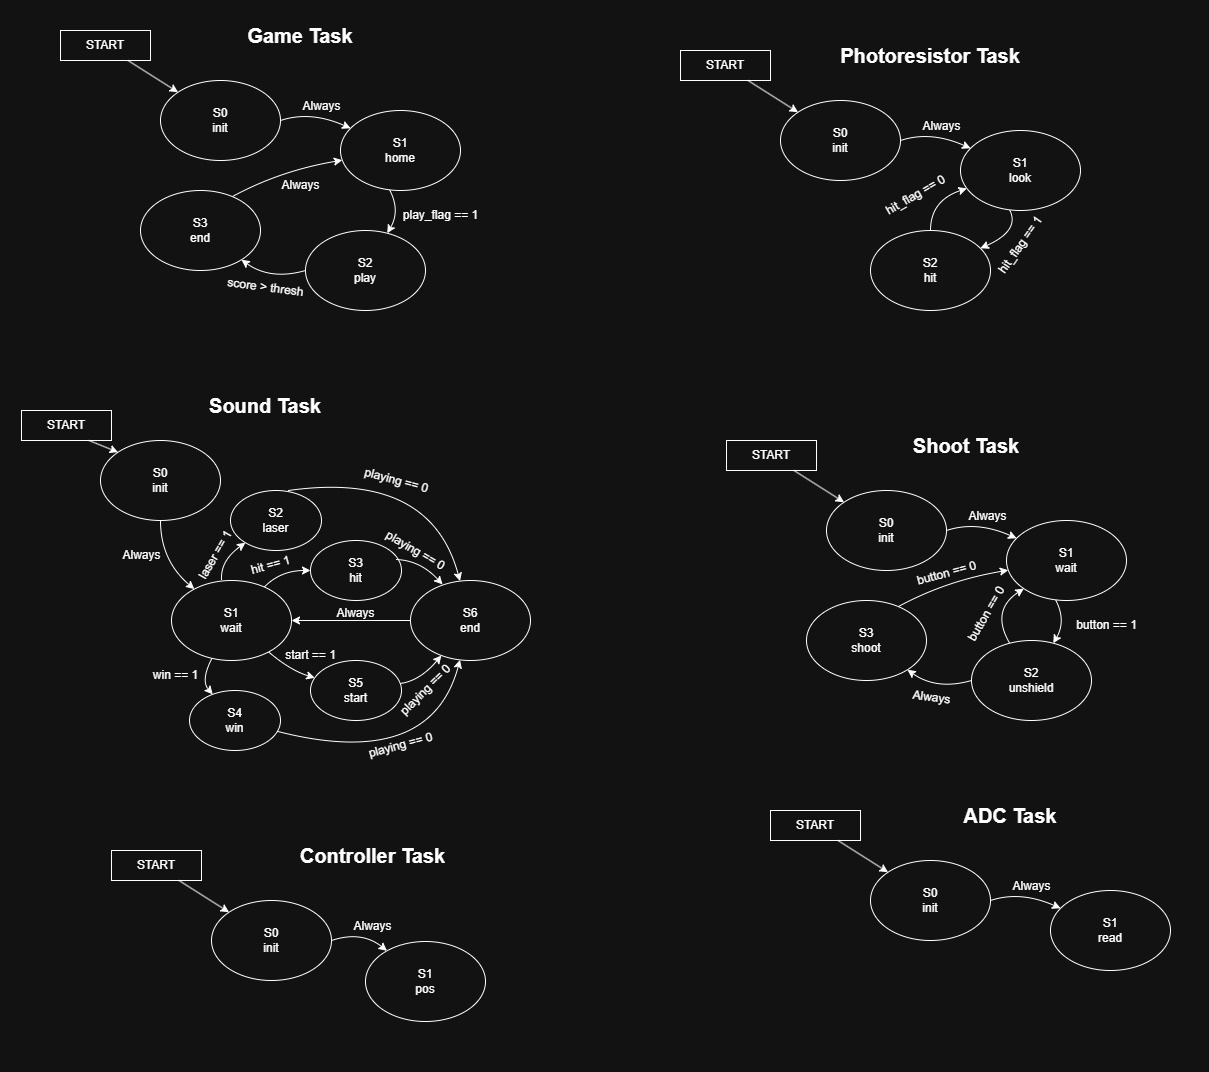 Game Task
START
S0
init
Always
S1
home
play_flag == 1
S2
play
score > thresh
S3
end
Always
Photoresistor Task
START
S0
init
Always
S1
look
hit_flag == 1
S2
hit
hit_flag == 0
Sound Task
START
S0
init
Always
S1
wait
laser == 1
S2
laser
playing == 0
hit == 1
S3
hit
playing == 0
Always
S6
end
start == 1
S5
start
playing == 0
win == 1
S4
win
playing == 0
Shoot Task
START
S0
init
Always
S1
wait
button == 1
S2
unshield
button == 0
Always
S3
shoot
button == 0
Controller Task
START
S0
init
Always
S1
pos
ADC Task
START
S0
init
Always
S1
read